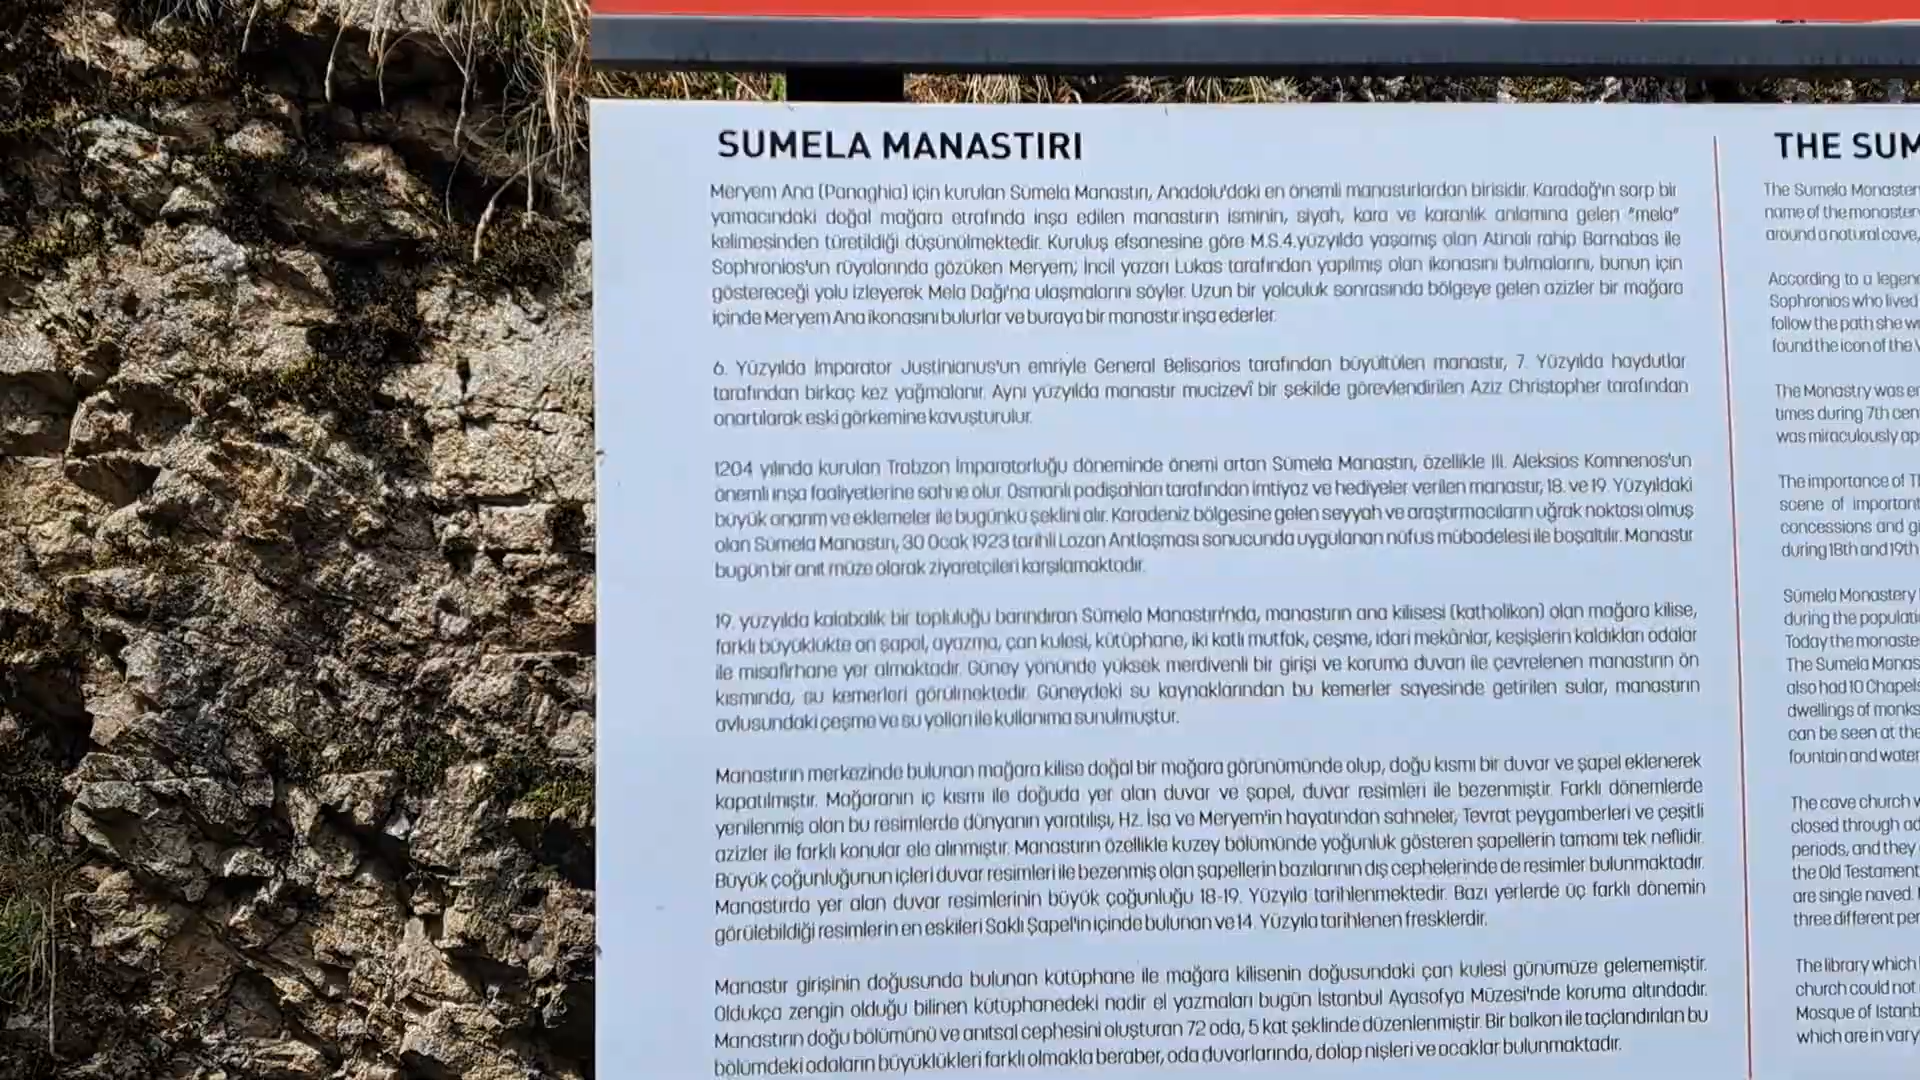 SUMELA MANASTIRI
Meryem Ana (Panaghia) için kurulan Sümela Manastırı, Anadolu'daki en önemli manastırlardan birisidir. Karadağ'ın sarp bir
yamacındaki doğal mağara etrafında inşa edilen manastırın isminin, siyah, kara ve karanlık anlamına gelen "mela"
kelimesinden türetildiği düşünülmektedir. Kuruluş efsanesine göre M.S.4.yüzyılda yaşamış olan Atinalı rahip Barnabas ile
Sophronios'un rüyalarında gözüken Meryem; İncil yazarı Lukas tarafından yapılmış olan ikonasını bulmalarını, bunun için
göstereceği yolu izleyerek Mela Dağı'na ulaşmalarını söyler. Uzun bir yolculuk sonrasında bölgeye gelen azizler bir mağara
içinde Meryem Ana ikonasını bulurlar ve buraya bir manastır inşa ederler.
6. Yüzyılda İmparator Justinianus'un emriyle General Belisarios tarafından büyültülen manastır, 7. Yüzyılda haydutlar
tarafından birkaç kez yağmalanır. Aynı yüzyılda manastır mucizevî bir şekilde görevlendirilen Aziz Christopher tarafından
onartılarak eski görkemine kavuşturulur.
1204 yılında kurulan Trabzon İmparatorluğu döneminde önemi artan Sümela Manastırı, özellikle III. Aleksios Komnenos'un
önemli inşa faaliyetlerine sahne olur. Osmanlı padişahları tarafından imtiyaz ve hediyeler verilen manastır, 18. ve 19. Yüzyıldaki
büyük onarım ve eklemeler ile bugünkü şeklini alır. Karadeniz bölgesine gelen seyyah ve araştırmacıların uğrak noktası olmuş
olan Sümela Manastırı, 30 Ocak 1923 tarihli Lozan Antlaşması sonucunda uygulanan nüfus mübadelesi ile boşaltılır. Manastır
bugün bir anıt müze olarak ziyaretçileri karşılamaktadır.
19. yüzyılda kalabalık bir topluluğu barındıran Sümela Manastırı'nda, manastırın ana kilisesi (katholikon) olan mağara kilise,
farklı büyüklükte on şapel, ayazma, çan kulesi, kütüphane, iki katlı mutfak, çeşme, idari mekânlar, keşişlerin kaldıkları odalar
ile misafirhane yer almaktadır. Güney yönünde yüksek merdivenli bir girişi ve koruma duvarı ile çevrelenen manastırın ön
kısmında, su kemerleri görülmektedir. Güneydeki su kaynaklarından bu kemerler sayesinde getirilen sular, manastırın
avlusundaki çeşme ve su yolları ile kullanıma sunulmuştur.
Manastırın merkezinde bulunan mağara kilise doğal bir mağara görünümünde olup, doğu kısmı bir duvar ve şapel eklenerek
kapatılmıştır. Mağaranın iç kısmı ile doğuda yer alan duvar ve şapel, duvar resimleri ile bezenmiştir. Farklı dönemlerde
yenilenmiş olan bu resimlerde dünyanın yaratılışı, Hz. İsa ve Meryem'in hayatından sahneler, Tevrat peygamberleri ve çeşitli
azizler ile farklı konular ele alınmıştır. Manastırın özellikle kuzey bölümünde yoğunluk gösteren şapellerin tamamı tek neflidir.
Büyük çoğunluğunun içleri duvar resimleri ile bezenmiş olan şapellerin bazılarının dış cephelerinde de resimler bulunmaktadır.
Manastırda yer alan duvar resimlerinin büyük çoğunluğu 18-19. Yüzyıla tarihlenmektedir. Bazı yerlerde üç farklı dönemin
görülebildiği resimlerin en eskileri Saklı Şapel'in içinde bulunan ve 14. Yüzyıla tarihlenen fresklerdir.
Manastır girişinin doğusunda bulunan kütüphane ile mağara kilisenin doğusundaki çan kulesi günümüze gelememiştir.
Oldukça zengin olduğu bilinen kütüphanedeki nadir el yazmaları bugün İstanbul Ayasofya Müzesi'nde koruma altındadır.
Manastırın doğu bölümünü ve anıtsal cephesini oluşturan 72 oda, 5 kat şeklinde düzenlenmiştir. Bir balkon ile taçlandırılan bu
bölümdeki odaların büyüklükleri farklı olmakla beraber, oda duvarlarında, dolap nişleri ve ocaklar bulunmaktadır.
THE SUM
The Sumela Monaster
name of the monaster
around a natural cave,
According to a legen
Sophronios who lived
follow the path she w
found the icon of the V
The Monastry was en
times during 7th cen
was miraculously ap
The importance of T
scene of important
concessions and gi
during 18th and 19th
Sümela Monastery
during the populati
Today the monaste
The Sumela Monas
also had 10 Chapels
dwellings of monks
can be seen at the
fountain and water
The cave church w
closed through ad
periods, and they
the Old Testament
are single naved.
three different per
The library which
church could not
Mosque of Istanb
which are in vary